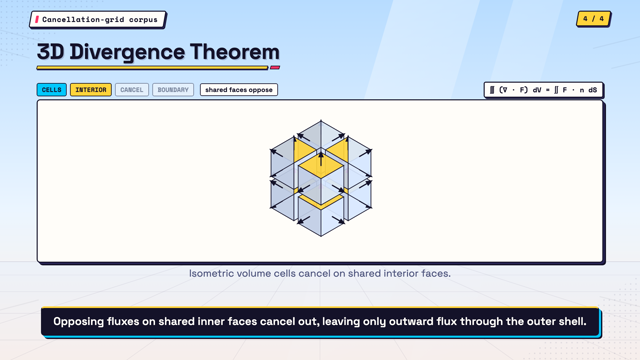 Cancellation-grid corpus
4 / 4
3D Divergence Theorem
CELLS
INTERIOR
CANCEL
BOUNDARY
shared faces oppose
∭ (∇ · F) dV = ∬ F · n dS
Isometric volume cells cancel on shared interior faces.
Opposing fluxes on shared inner faces cancel out, leaving only outward flux through the outer shell.